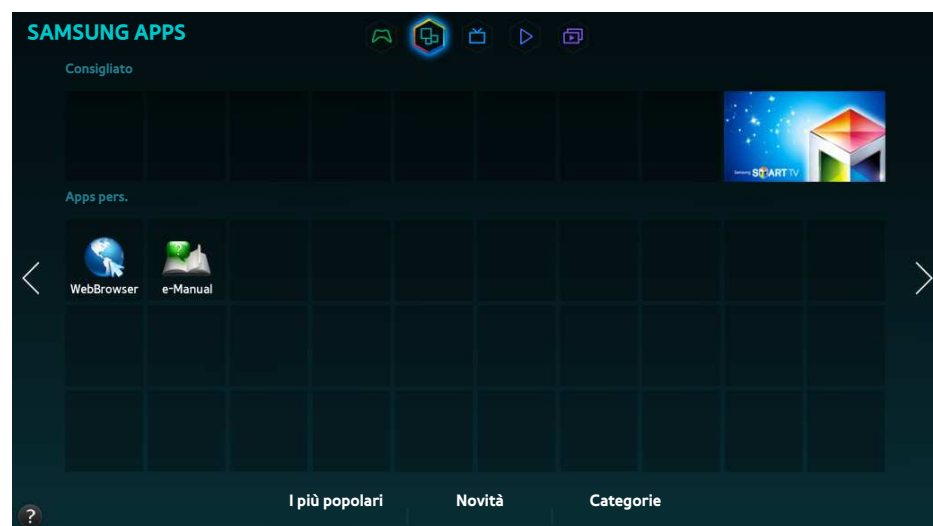 SAMSUNG APPS
Consigliato
Samsung SMART TV
Apps pers.
?
WebBrowser
e-Manual
I più popolari
Novità
Categorie
?